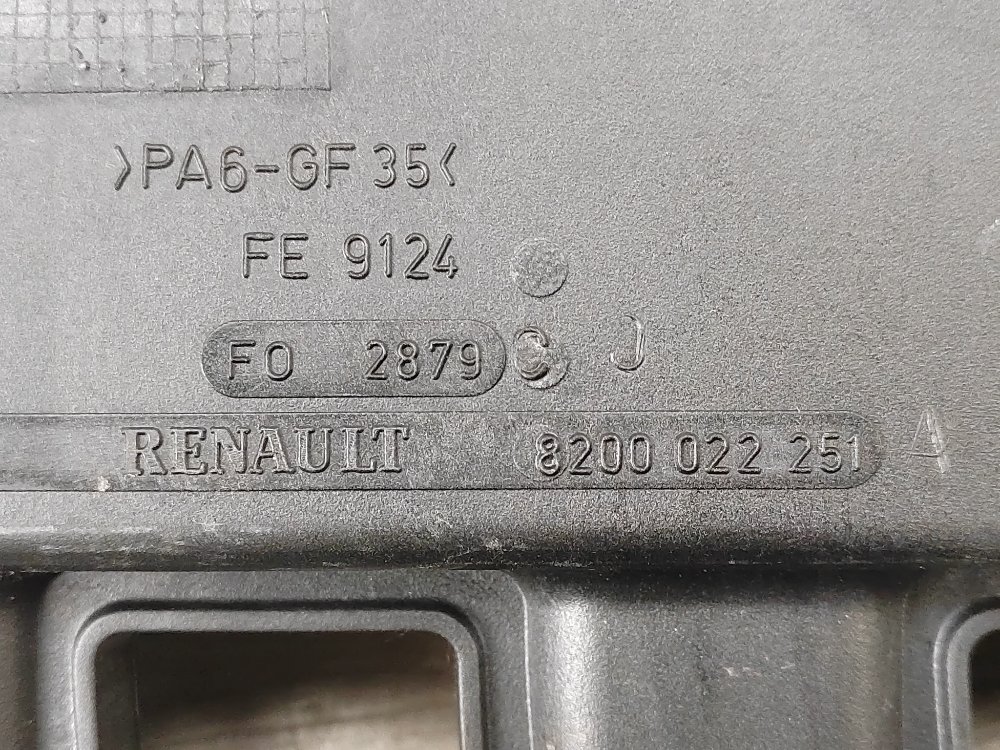 >PA6-GF 35<
FE 9124
FO 2879 C J
RENAULT 8200 022 251 A